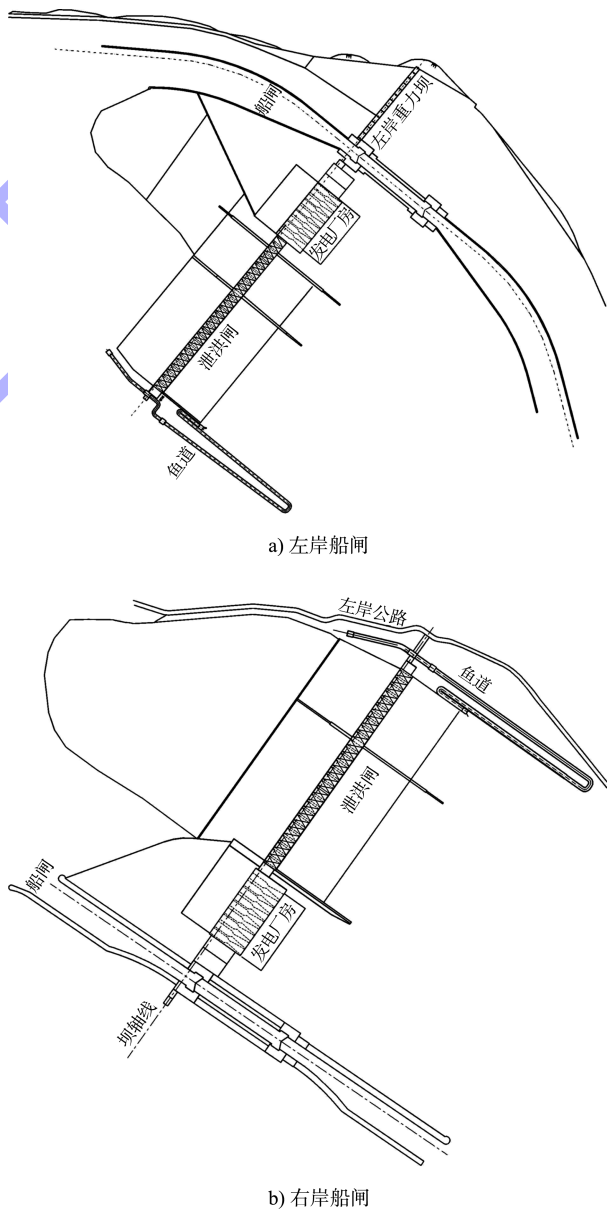 船闸
左岸重力坝
发电厂房
泄洪闸
鱼道
a) 左岸船闸
左岸公路
鱼道
泄洪闸
船闸
发电厂房
坝轴线
b) 右岸船闸